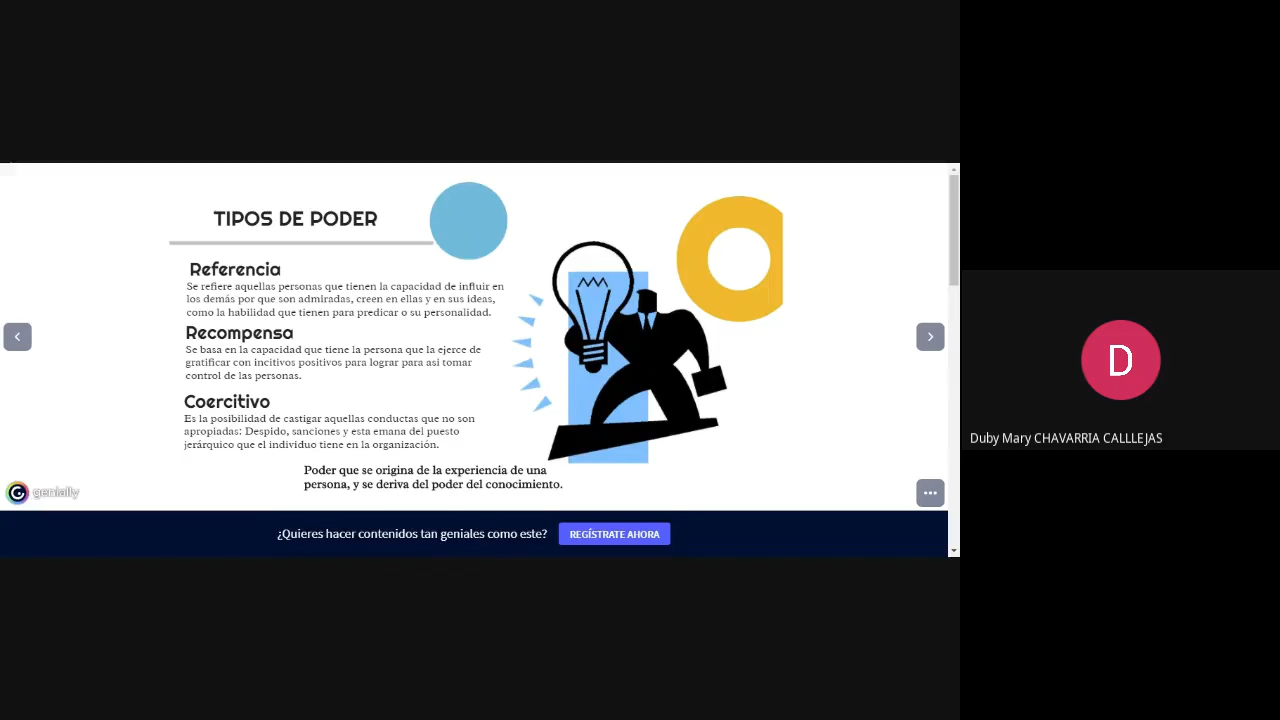 TIPOS DE PODER
Referencia
Se refiere aquellas personas que tienen la capacidad de influir en
los demás por que son admiradas, creen en ellas y en sus ideas,
como la habilidad que tienen para predicar o su personalidad.
Recompensa
Se basa en la capacidad que tiene la persona que la ejerce de
gratificar con incitivos positivos para lograr para asi tomar
control de las personas.
Coercitivo
Es la posibilidad de castigar aquellas conductas que no son
apropiadas: Despido, sanciones y esta emana del puesto
jerárquico que el individuo tiene en la organización.
Poder que se origina de la experiencia de una
persona, y se deriva del poder del conocimiento.
genially
¿Quieres hacer contenidos tan geniales como este? REGÍSTRATE AHORA
D
Duby Mary CHAVARRIA CALLLEJAS